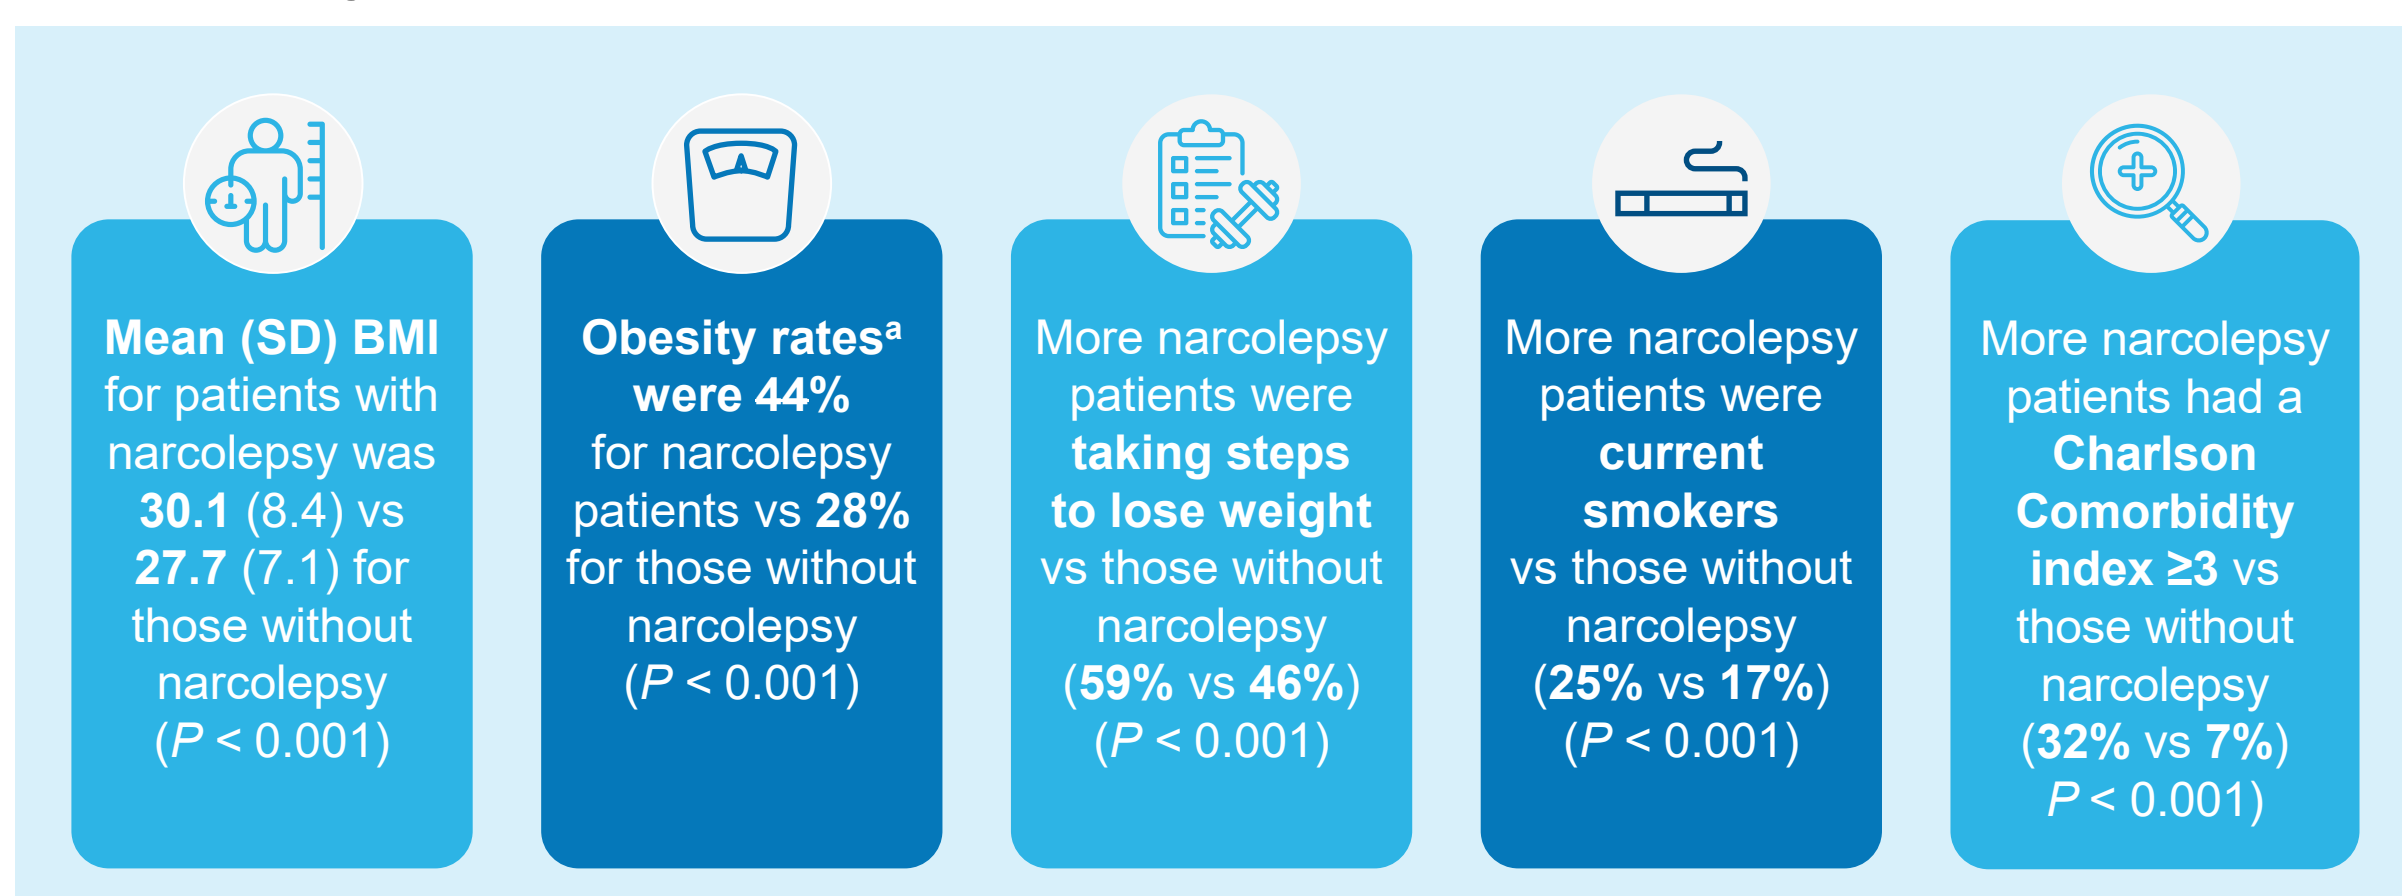 Mean (SD) BMI
for patients with
narcolepsy was
30.1 (8.4) vs
27.7 (7.1) for
those without
narcolepsy
(P < 0.001)
Obesity ratesᵃ
were 44%
for narcolepsy
patients vs 28%
for those without
narcolepsy
(P < 0.001)
More narcolepsy
patients were
taking steps
to lose weight
vs those without
narcolepsy
(59% vs 46%)
(P < 0.001)
More narcolepsy
patients were
current
smokers
vs those without
narcolepsy
(25% vs 17%)
(P < 0.001)
More narcolepsy
patients had a
Charlson
Comorbidity
index ≥3 vs
those without
narcolepsy
(32% vs 7%)
P < 0.001)